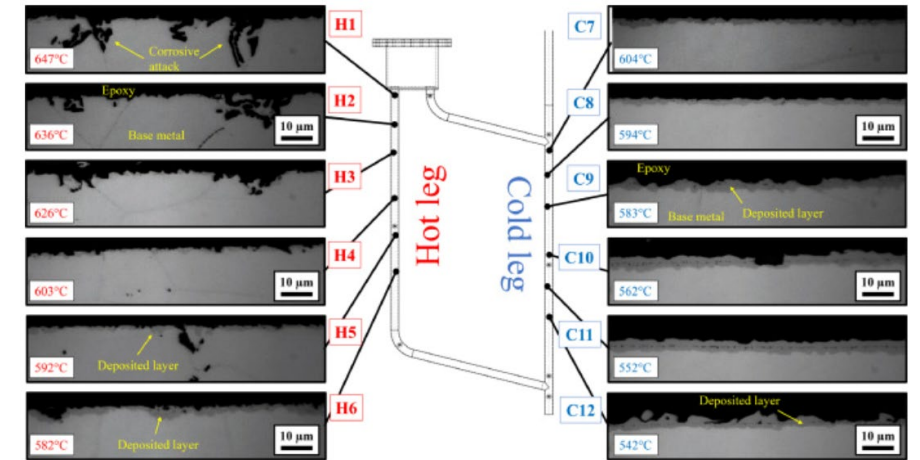 H1
647°C
Corrosive
attack
H2
Epoxy
636°C
Base metal
10 µm
H3
626°C
H4
603°C
10 µm
H5
592°C
Deposited layer
H6
582°C
Deposited layer
10 µm
Hot leg
Cold leg
C7
604°C
C8
594°C
10 µm
C9
Epoxy
583°C
Base metal
Deposited layer
C10
562°C
10 µm
C11
552°C
C12
Deposited layer
542°C
10 µm